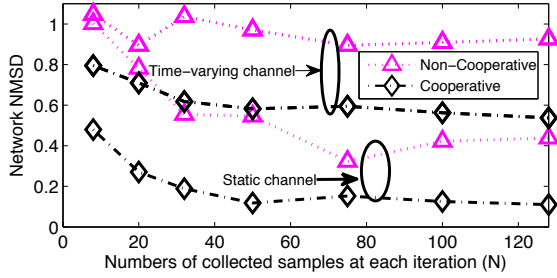 Network NMSD
1
0.8
0.6
0.4
0.2
0
Time-varying channel
Non-Cooperative
Cooperative
Static channel
0 20 40 60 80 100 120
Numbers of collected samples at each iteration (N)